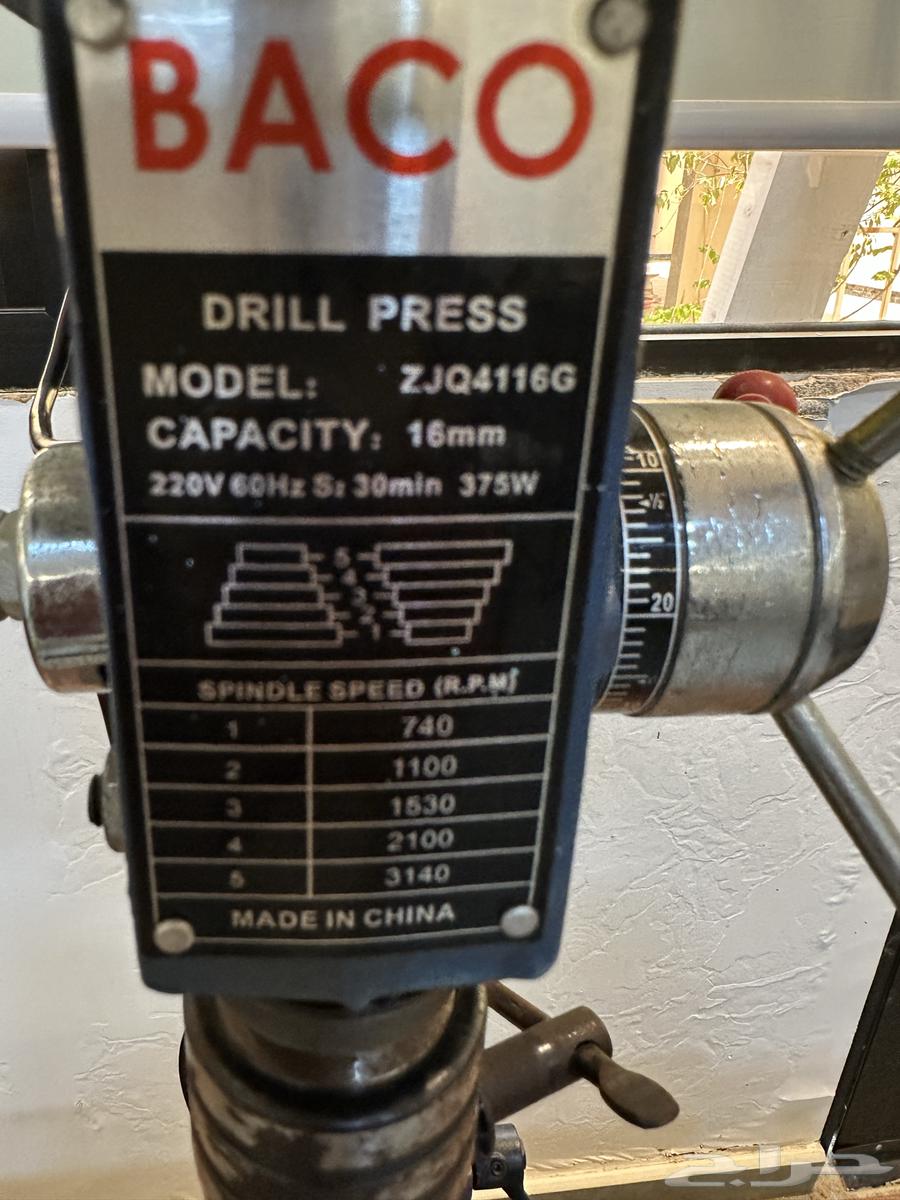 BACO
DRILL PRESS
MODEL: ZJQ4116G
CAPACITY: 16mm
220V 60Hz S2 30min 375W
5
4
3
2
1
SPINDLE SPEED (R.P.M)
1 740
2 1100
3 1530
4 2100
5 3140
MADE IN CHINA
10
20
حراج